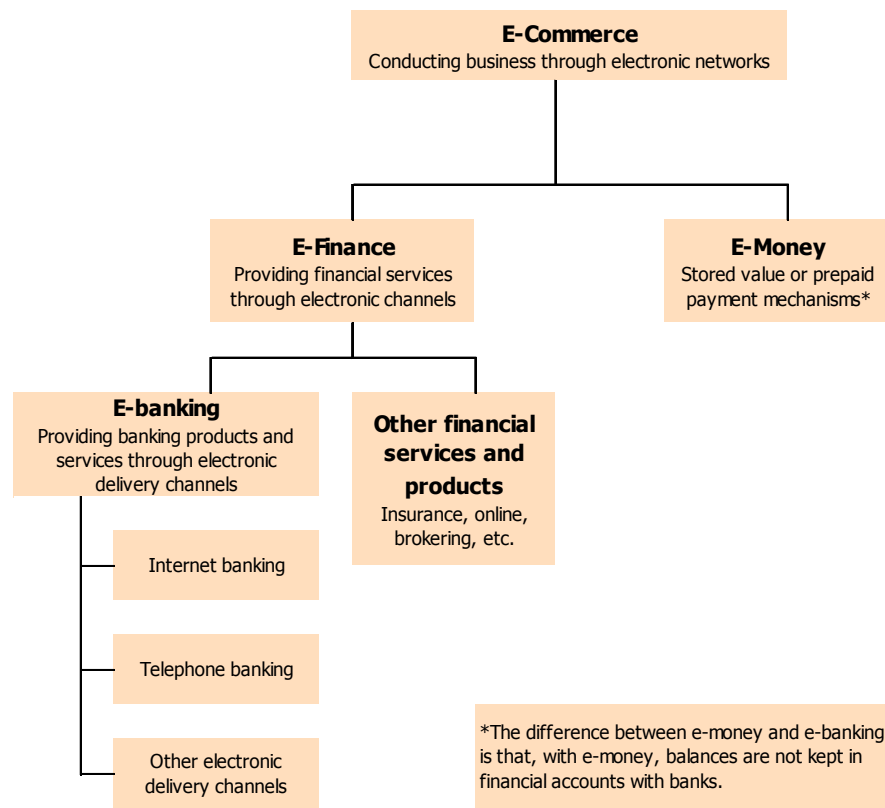 E-Commerce
Conducting business through electronic networks
E-Finance
Providing financial services
through electronic channels
E-Money
Stored value or prepaid
payment mechanisms*
E-banking
Providing banking products and
services through electronic
delivery channels
Other financial
services and
products
Insurance, online,
brokering, etc.
Internet banking
Telephone banking
Other electronic
delivery channels
*The difference between e-money and e-banking
is that, with e-money, balances are not kept in
financial accounts with banks.